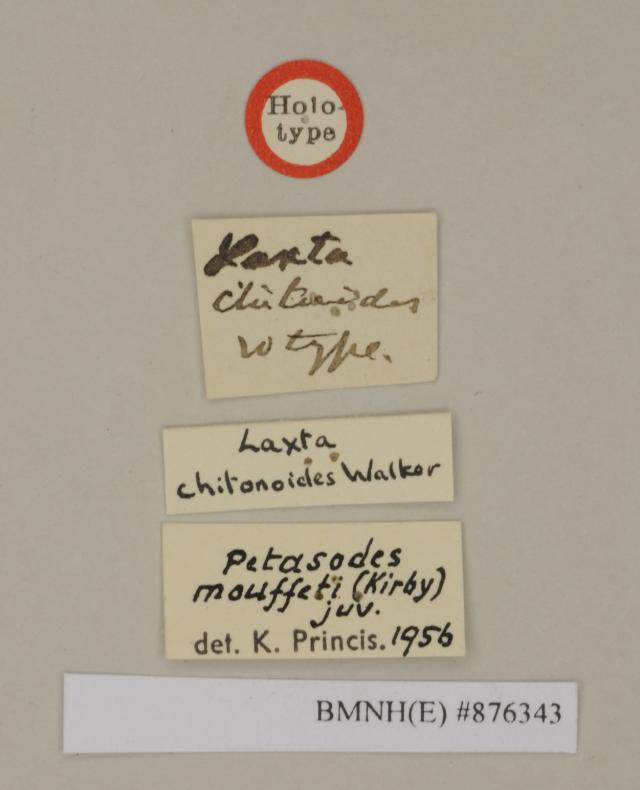 Holo-
type
Laxta
chitonoides
type.
Laxta
chitonoides Walker
Petasodes
mouffeti (Kirby)
juv.
det. K. Princis. 1956
BMNH(E) #876343